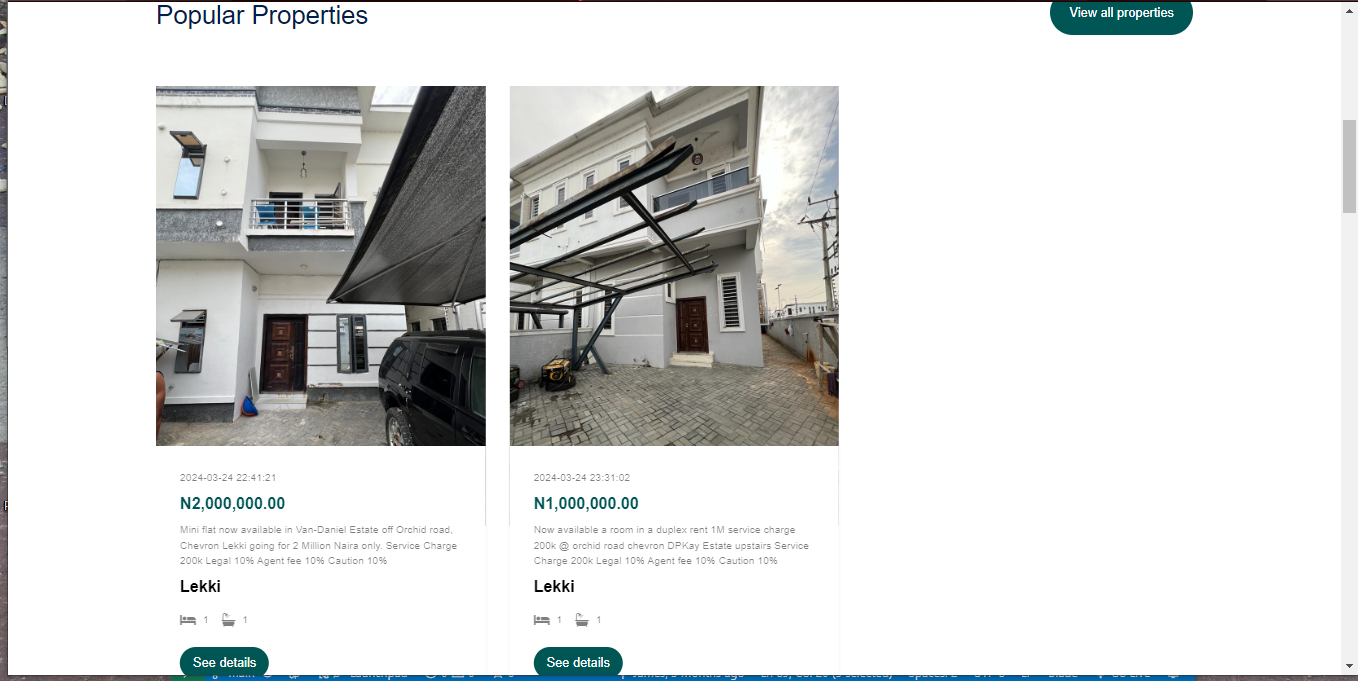 Popular Properties
View all properties
2024-03-24 22:41:21
N2,000,000.00
Mini flat now available in Van-Daniel Estate off Orchid road,
Chevron Lekki going for 2 Million Naira only. Service Charge
200k Legal 10% Agent fee 10% Caution 10%
Lekki
1 1
See details
2024-03-24 23:31:02
N1,000,000.00
Now available a room in a duplex rent 1M service charge
200k @ orchid road chevron DPKay Estate upstairs Service
Charge 200k Legal 10% Agent fee 10% Caution 10%
Lekki
1 1
See details